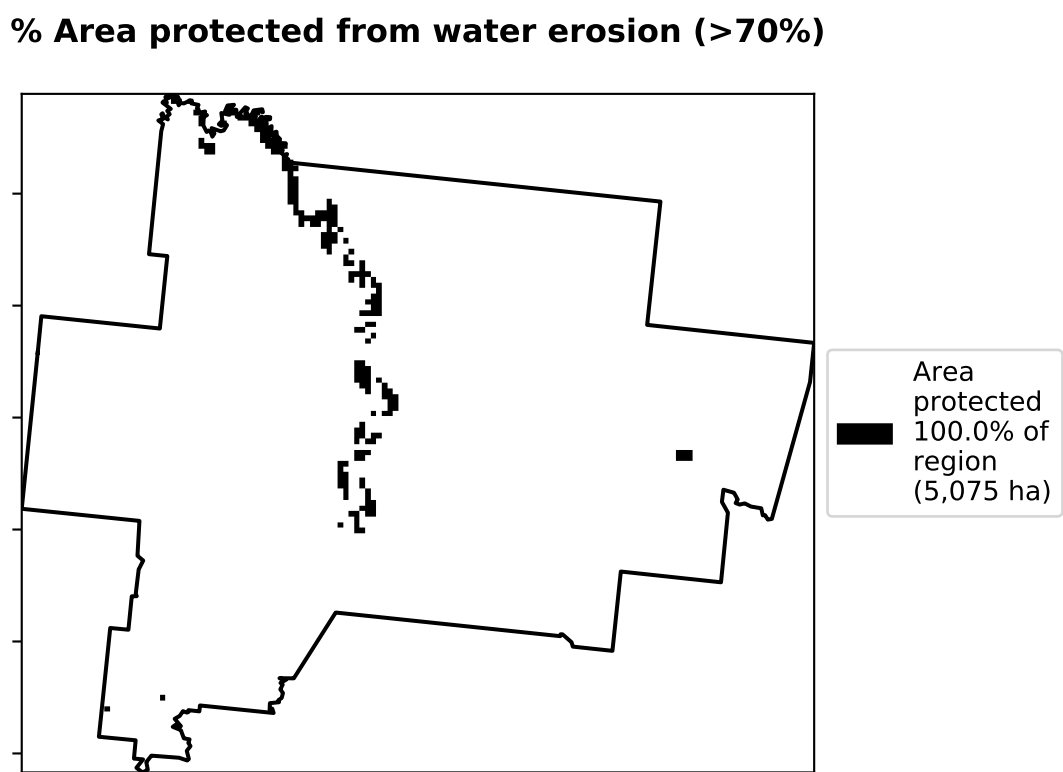 % Area protected from water erosion (>70%)
Area
protected
100.0% of
region
(5,075 ha)